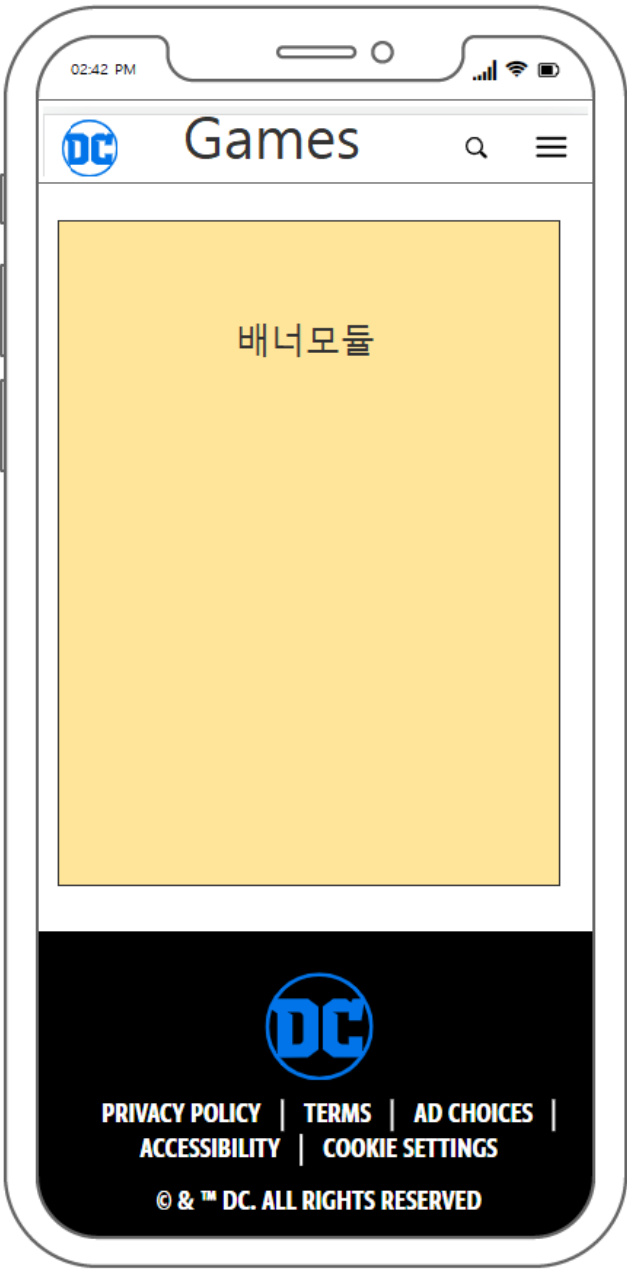 02:42 PM
DC Games
배너모듈
DC
PRIVACY POLICY | TERMS | AD CHOICES |
ACCESSIBILITY | COOKIE SETTINGS
© & ™ DC. ALL RIGHTS RESERVED